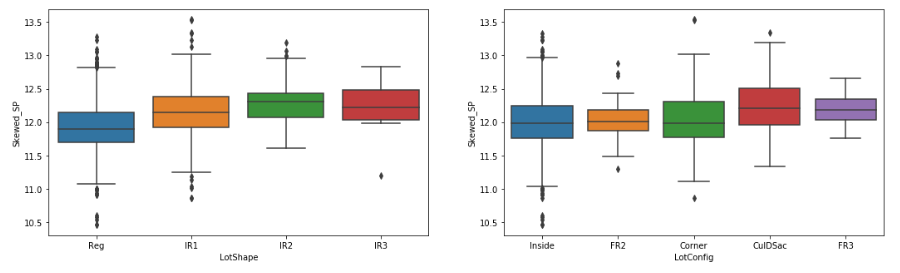 13.5
13.0
12.5
12.0
11.5
11.0
10.5
Skewed_SP
Reg IR1 IR2 IR3
LotShape
13.5
13.0
12.5
12.0
11.5
11.0
10.5
Skewed_SP
Inside FR2 Corner CulDSac FR3
LotConfig